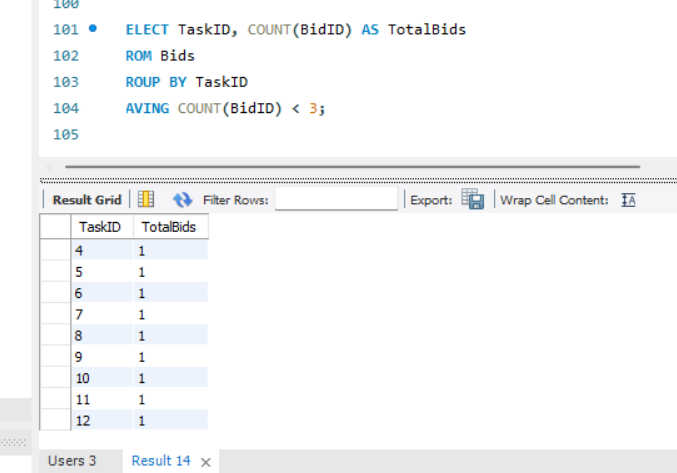 100
101 ELECT TaskID, COUNT(BidID) AS TotalBids
102 ROM Bids
103 ROUP BY TaskID
104 AVING COUNT(BidID) < 3;
105
Result Grid Filter Rows: Export: Wrap Cell Content: IA
TaskID TotalBids
4 1
5 1
6 1
7 1
8 1
9 1
10 1
11 1
12 1
Users 3 Result 14 ×